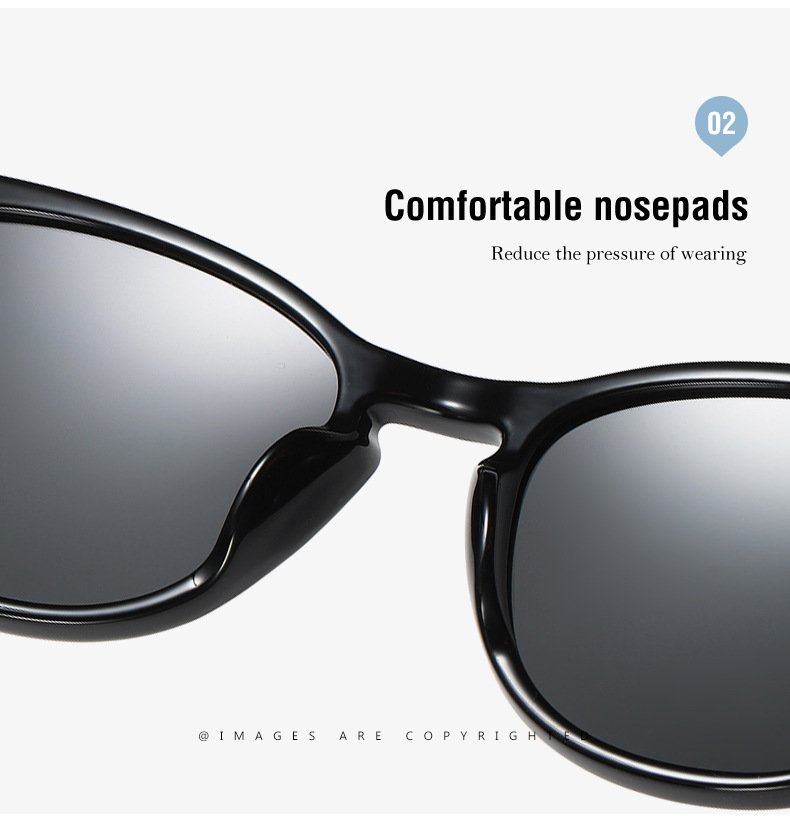 02
Comfortable nosepads
Reduce the pressure of wearing
@IMAGES ARE COPYRIGHTED